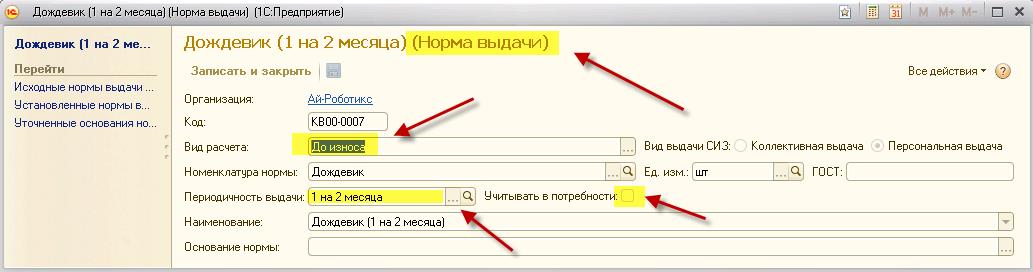 Дождевик (1 на 2 месяца) (Норма выдачи) (1С:Предприятие)
M M+ M-
Дождевик (1 на 2 ме...
Перейти
Исходные нормы выдачи ...
Установленные нормы в...
Уточненные основания но...
Дождевик (1 на 2 месяца) (Норма выдачи)
Записать и закрыть
Все действия
Организация: Ай-Роботикс
Код: КВ00-0007
Вид расчета: До износа ... Вид выдачи СИЗ: Коллективная выдача Персональная выдача
Номенклатура нормы: Дождевик ... Ед. изм.: шт ... ГОСТ:
Периодичность выдачи: 1 на 2 месяца ... Учитывать в потребности:
Наименование: Дождевик (1 на 2 месяца)
Основание нормы: ...